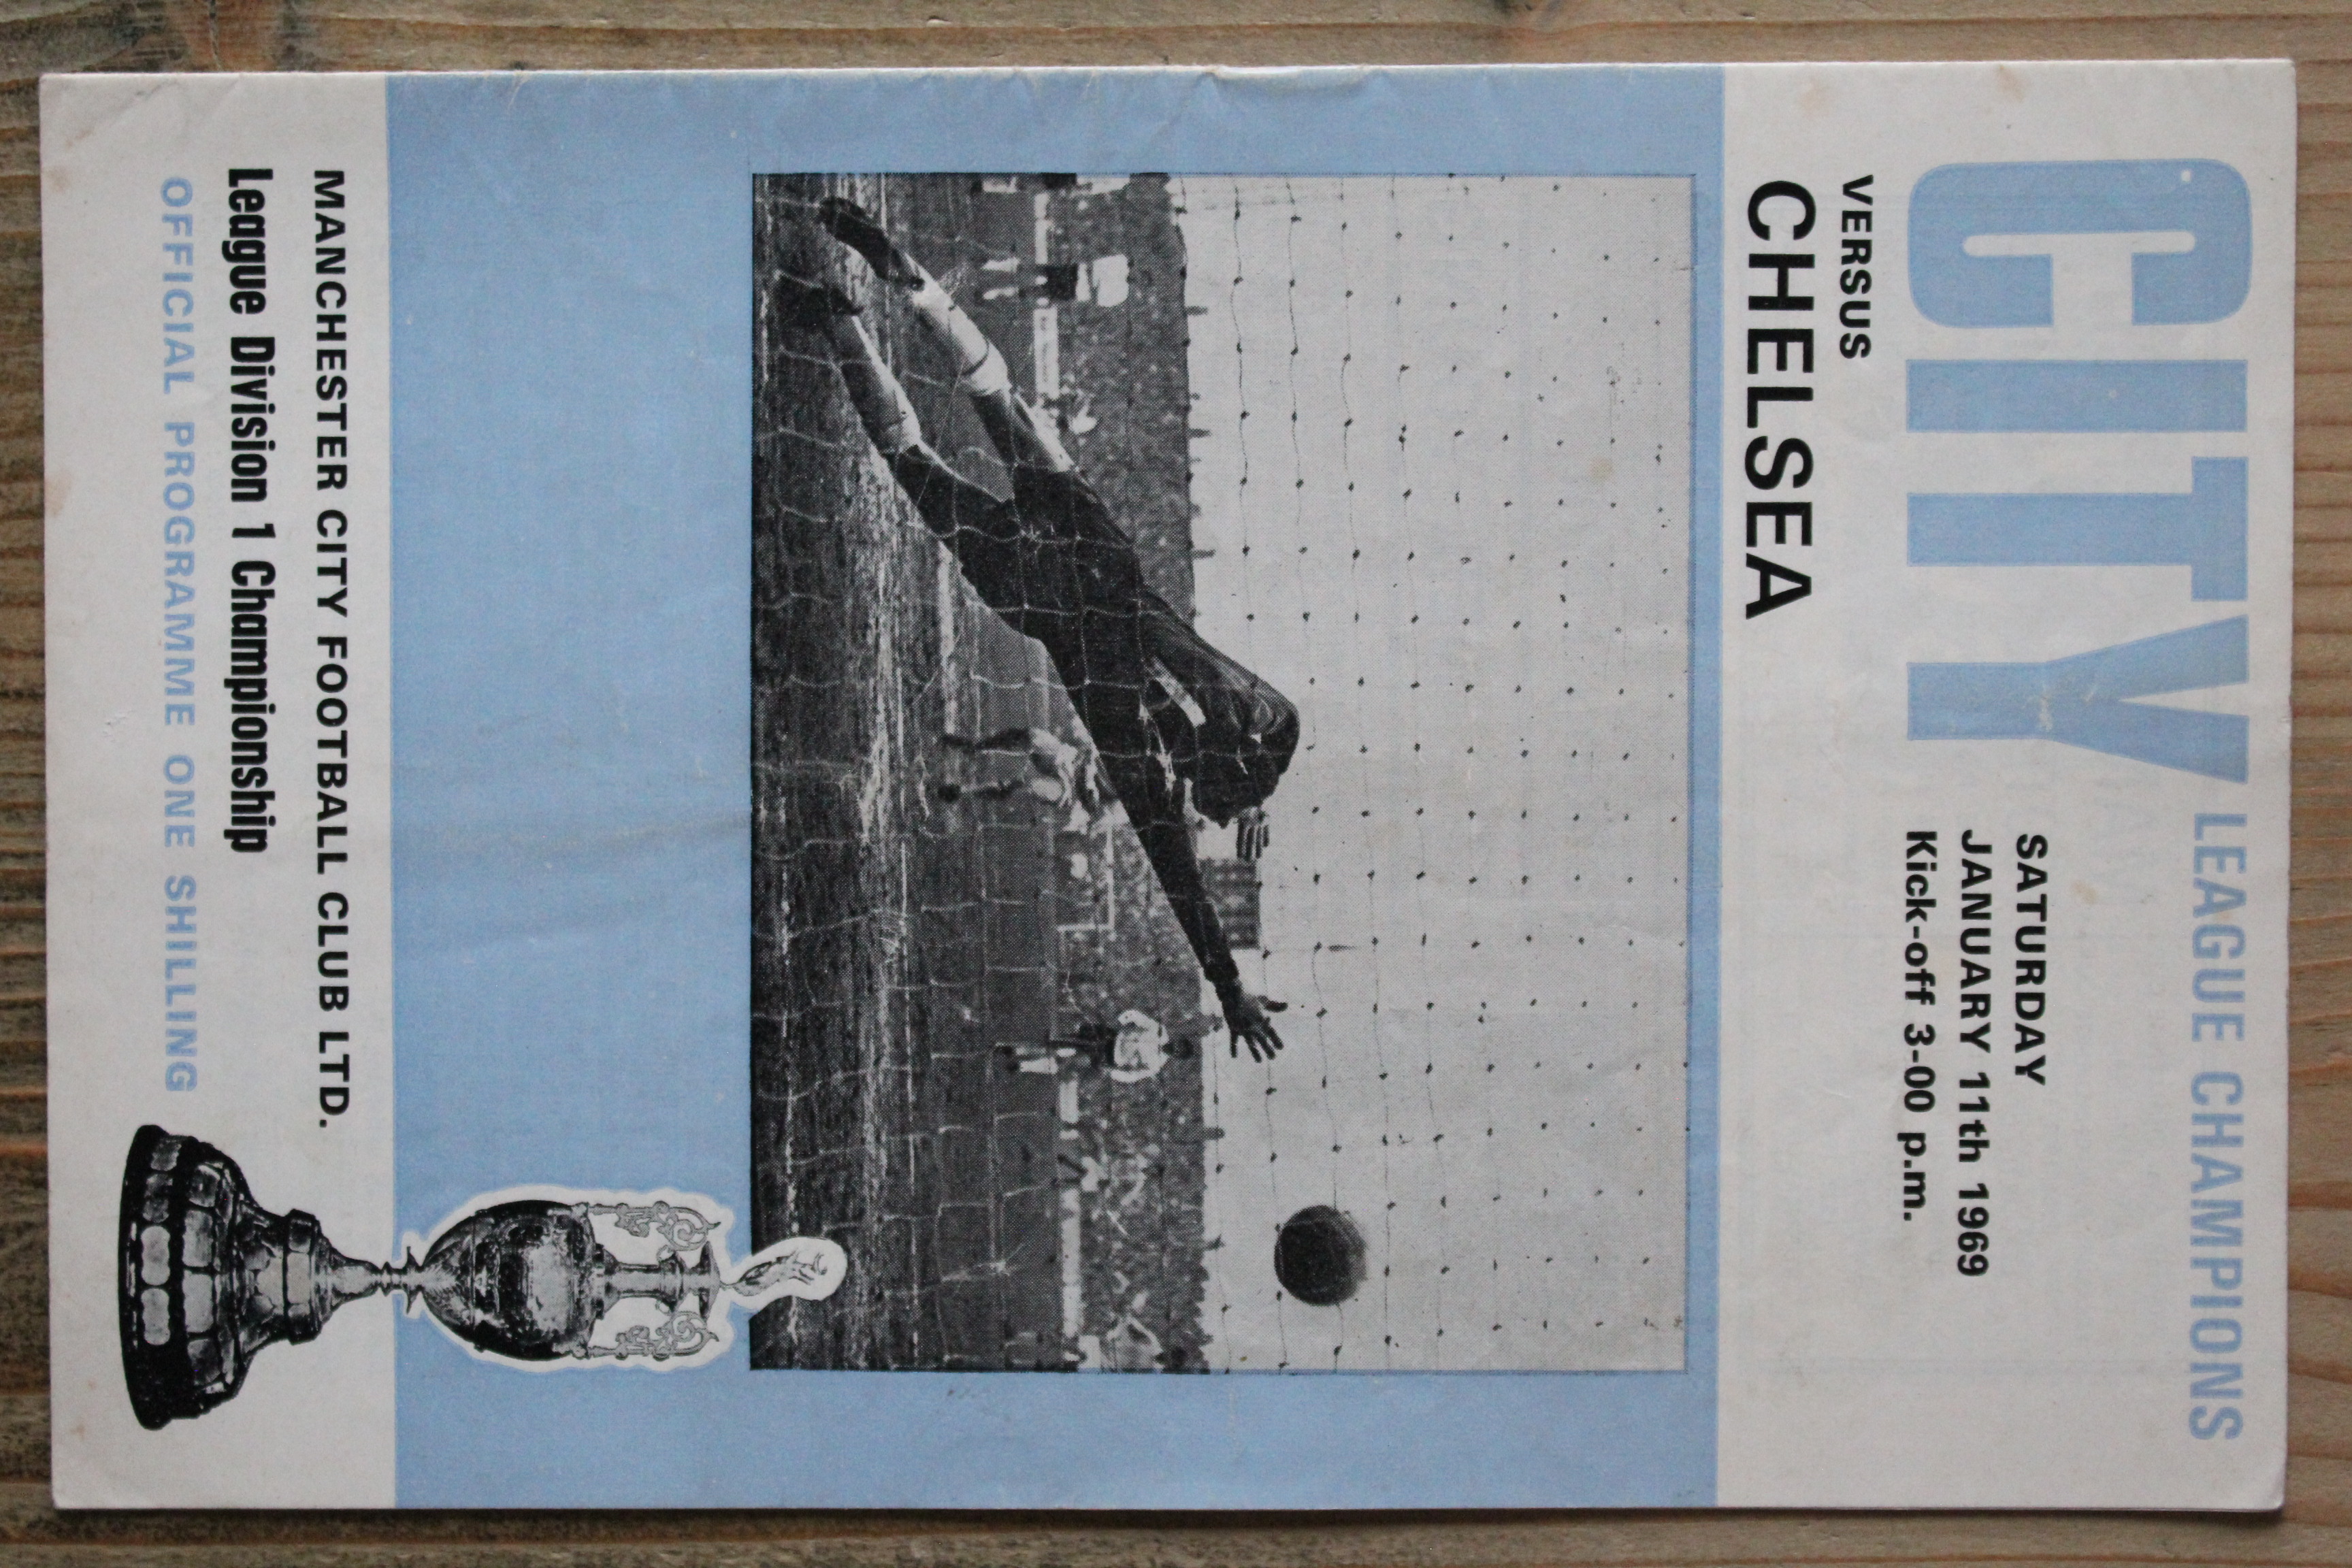 CITY LEAGUE CHAMPIONS
SATURDAY
JANUARY 11th 1969
Kick-off 3-00 p.m.
VERSUS
CHELSEA
MANCHESTER CITY FOOTBALL CLUB LTD.
League Division 1 Championship
OFFICIAL PROGRAMME ONE SHILLING